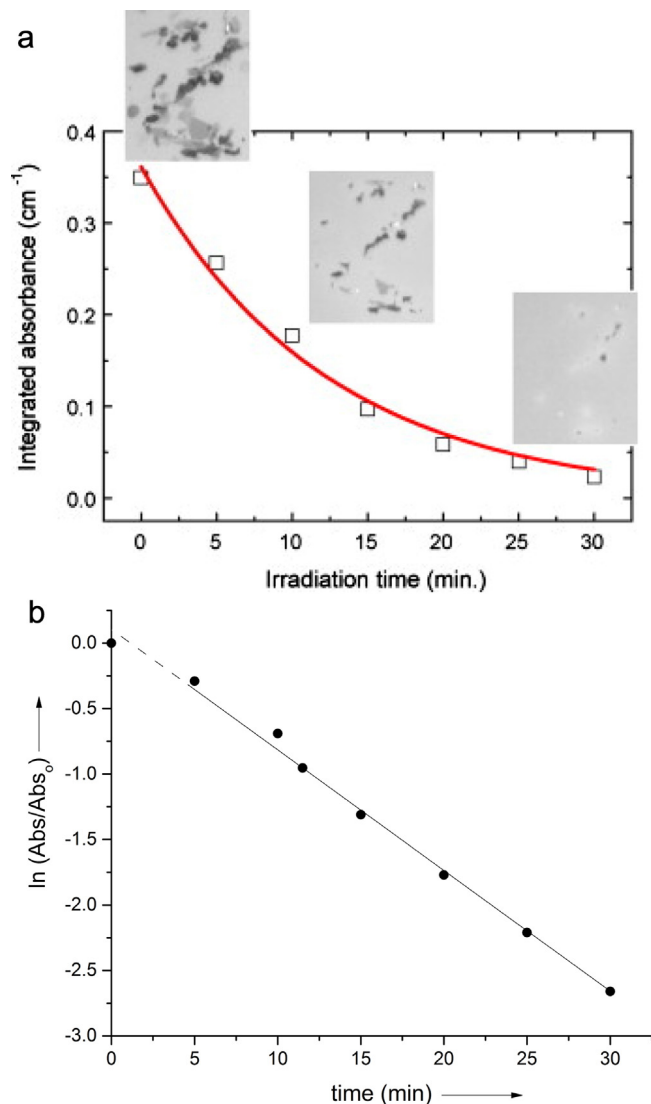 a
Integrated absorbance (cm⁻¹)
0.4
0.3
0.2
0.1
0.0
0 5 10 15 20 25 30
Irradiation time (min.)
b
ln (Abs/Absₒ)
0.0
-0.5
-1.0
-1.5
-2.0
-2.5
-3.0
0 5 10 15 20 25 30
time (min)